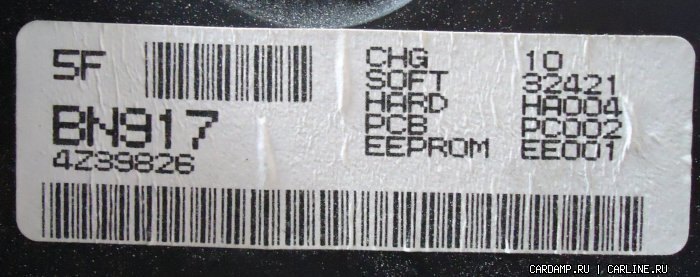 5F
BN917
4Z39826
CHG 10
SOFT 32421
HARD HA004
PCB PC002
EEPROM EE001
CARDAMP.RU | CARLINE.RU